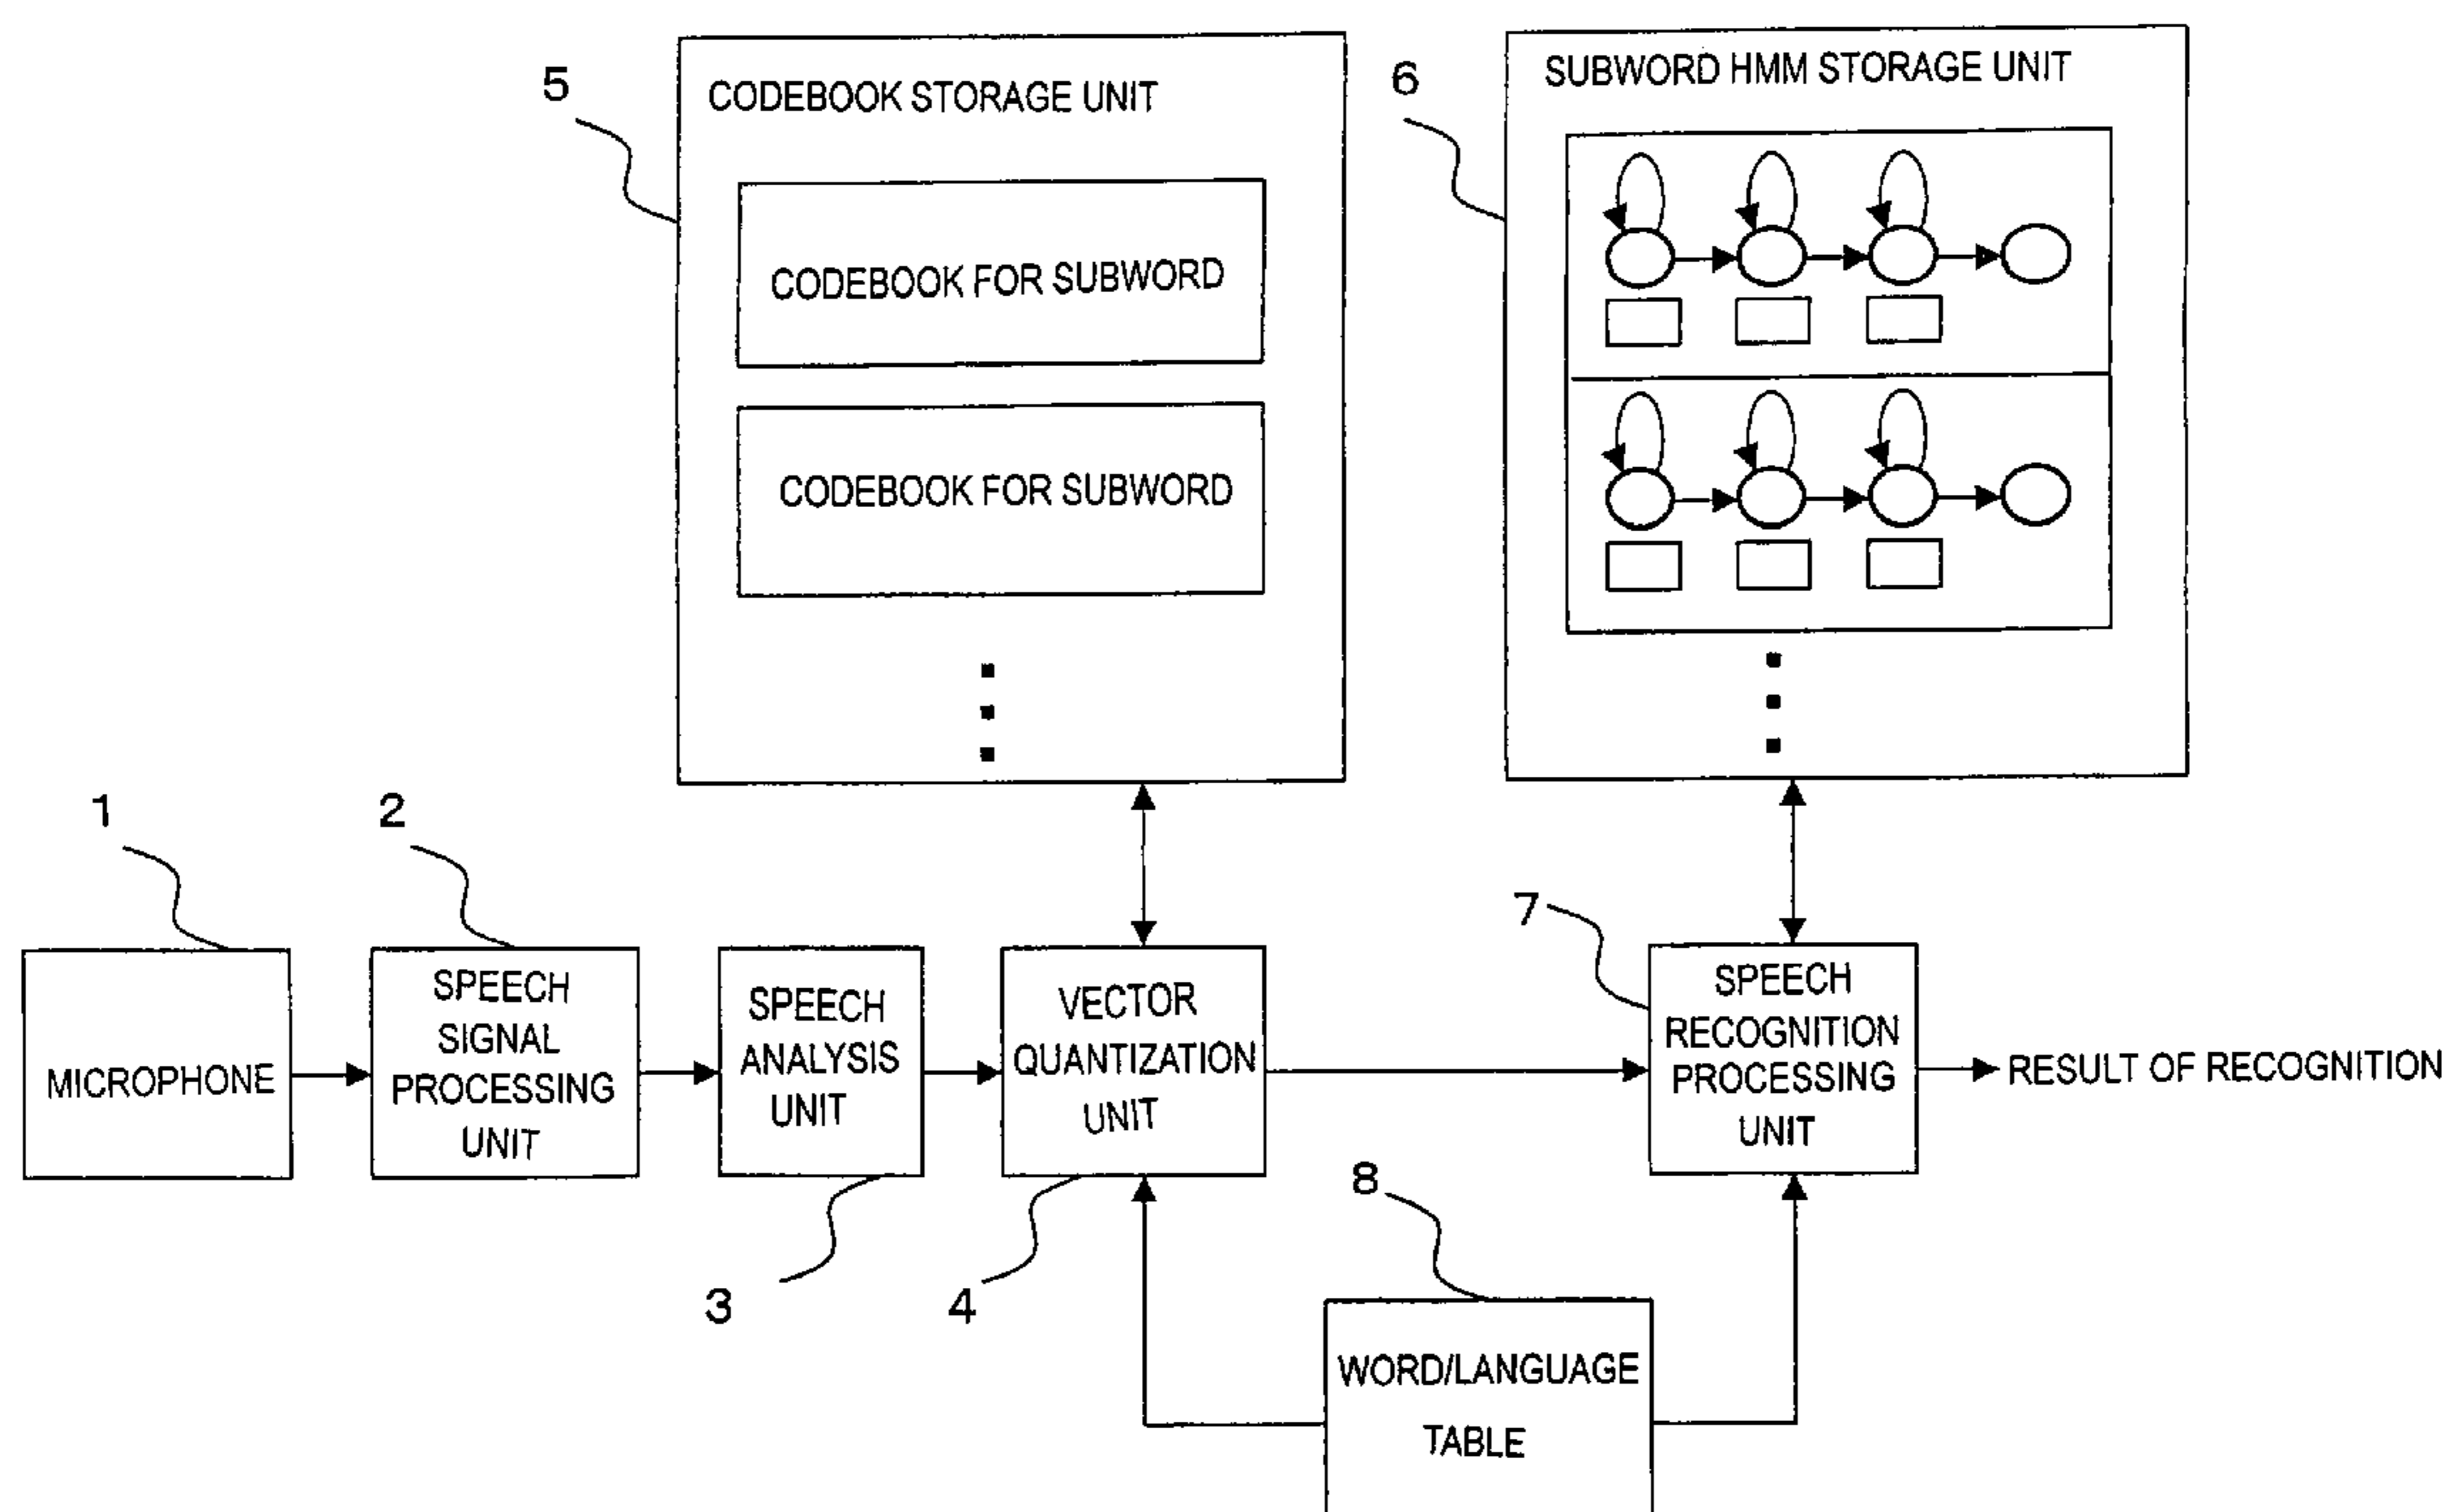 5
CODEBOOK STORAGE UNIT
CODEBOOK FOR SUBWORD
CODEBOOK FOR SUBWORD
6
SUBWORD HMM STORAGE UNIT
1
MICROPHONE
2
SPEECH
SIGNAL
PROCESSING
UNIT
SPEECH
ANALYSIS
UNIT
3
VECTOR
QUANTIZATION
UNIT
4
7
SPEECH
RECOGNITION
PROCESSING
UNIT
RESULT OF RECOGNITION
8
WORD/LANGUAGE
TABLE